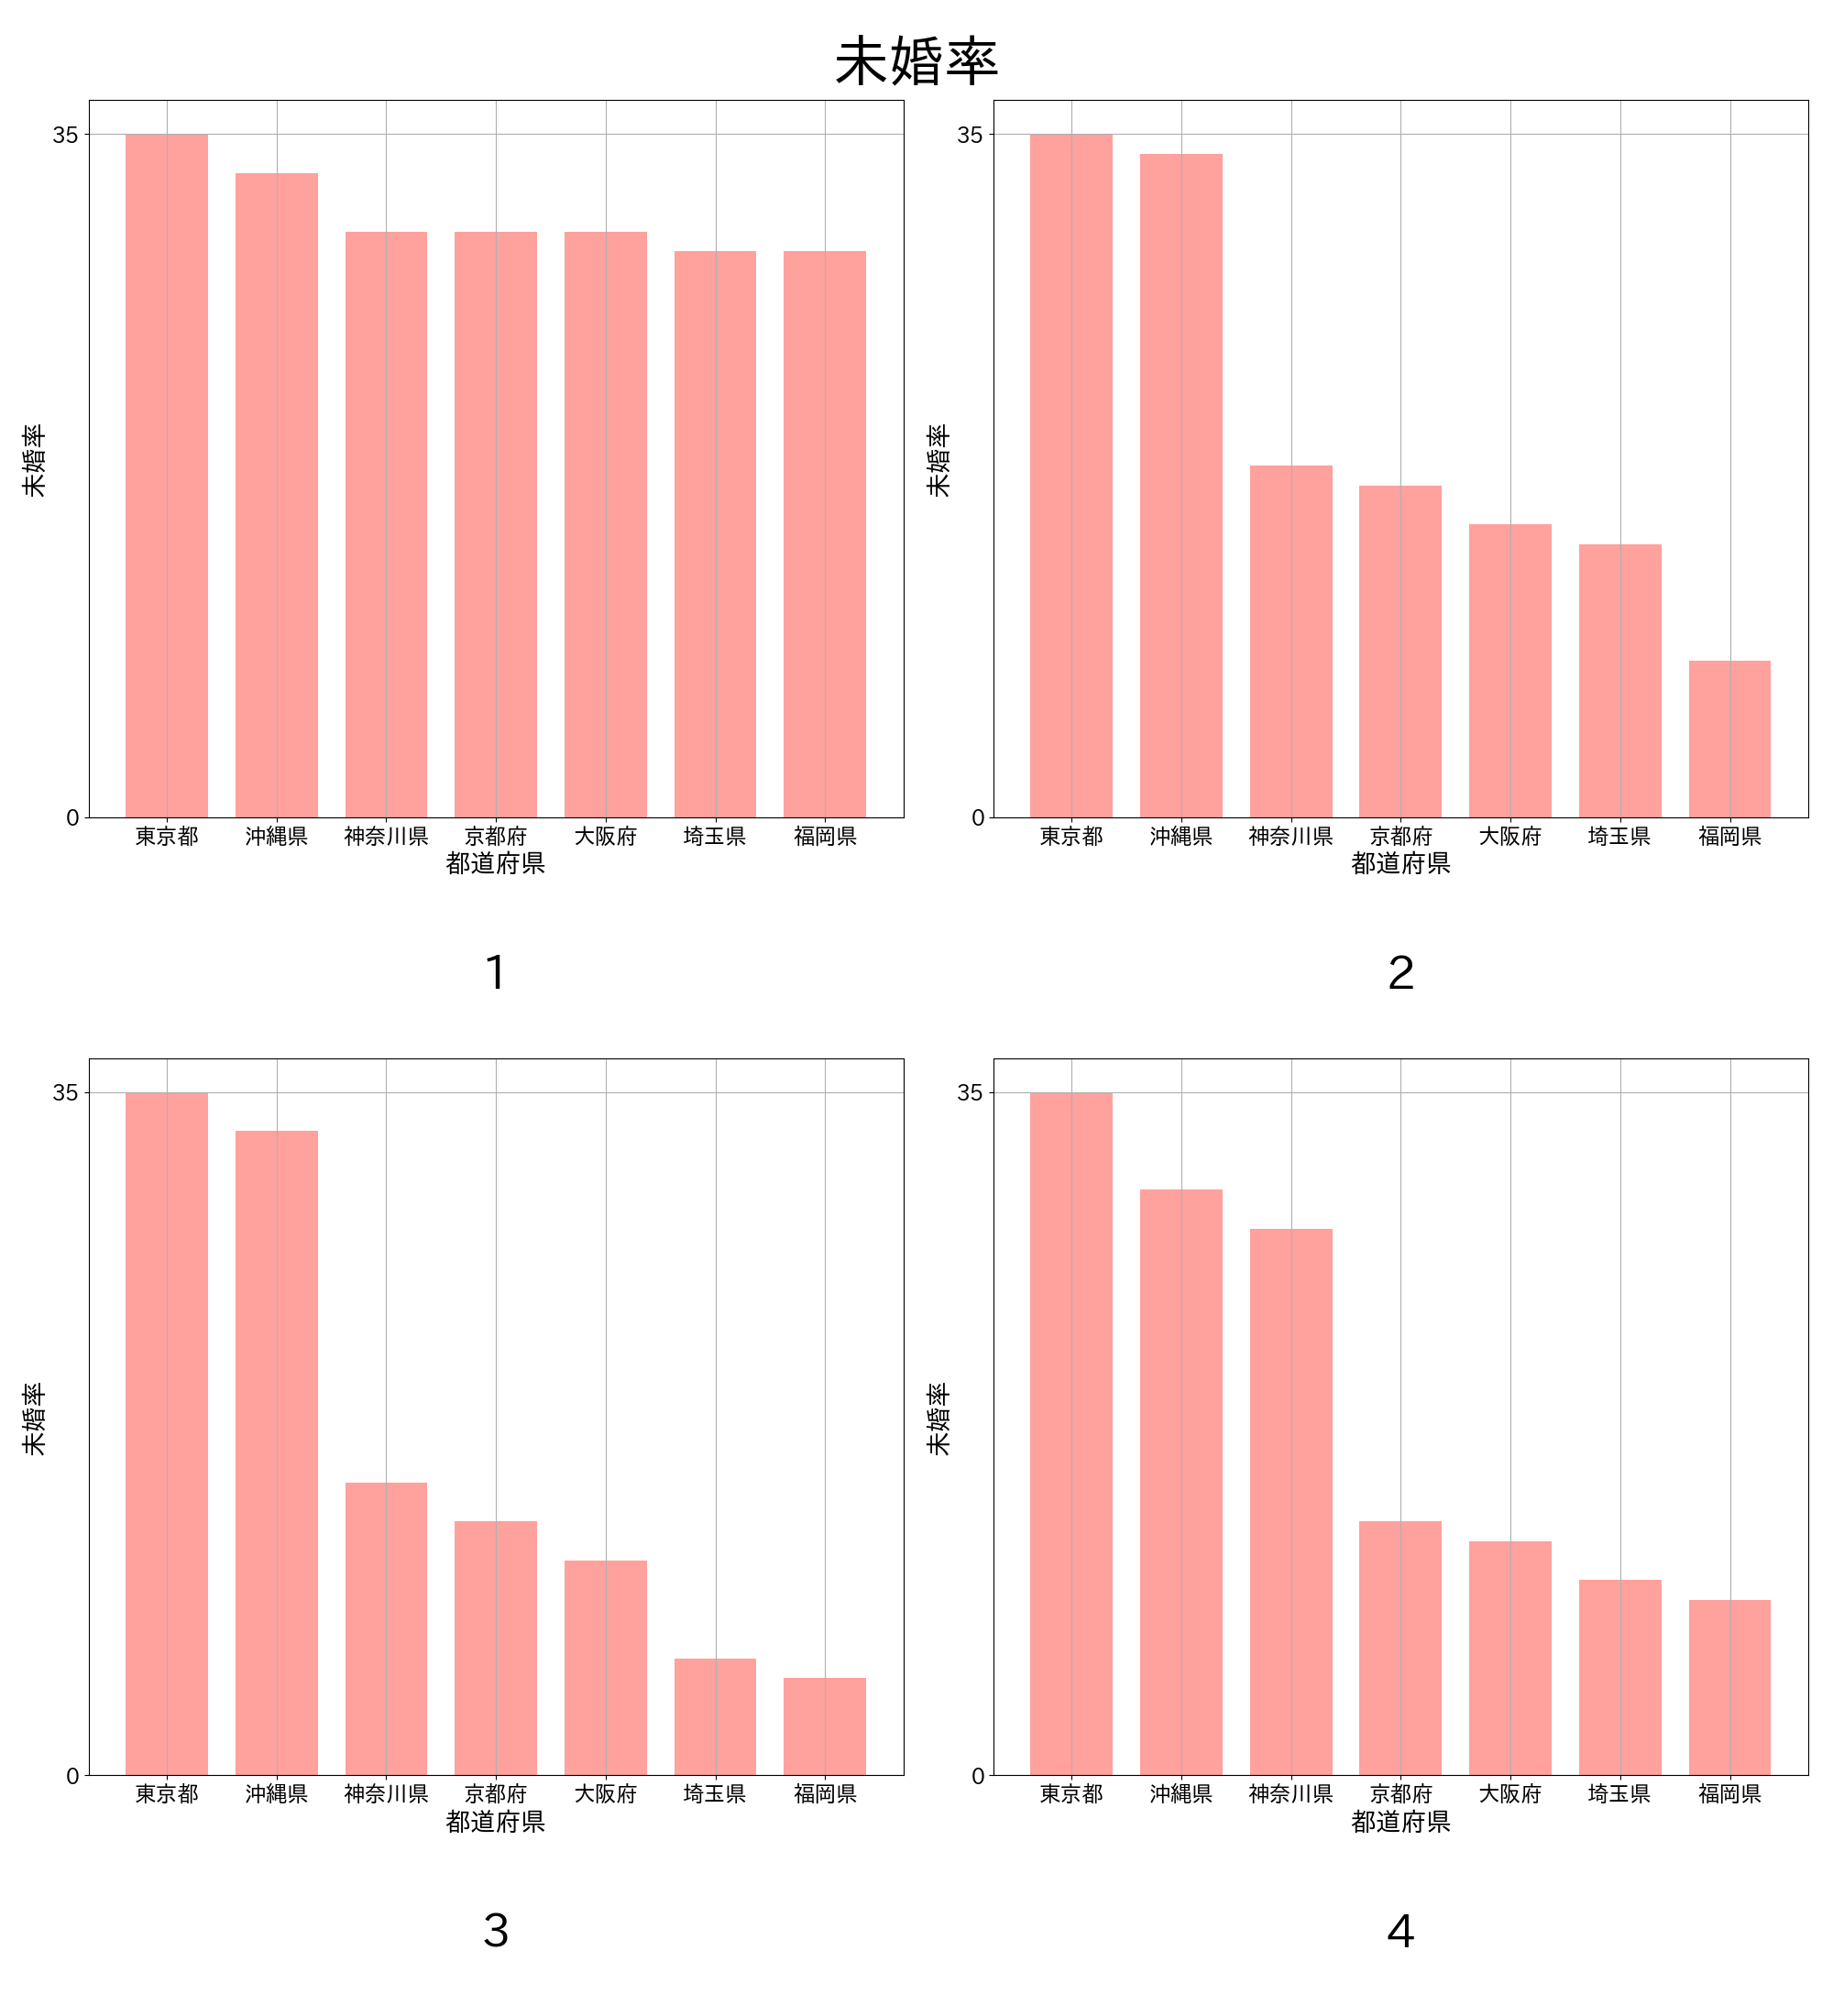 未婚率
35
0
未婚率
東京都 沖縄県 神奈川県 京都府 大阪府 埼玉県 福岡県
都道府県
1
35
0
未婚率
東京都 沖縄県 神奈川県 京都府 大阪府 埼玉県 福岡県
都道府県
2
35
0
未婚率
東京都 沖縄県 神奈川県 京都府 大阪府 埼玉県 福岡県
都道府県
3
35
0
未婚率
東京都 沖縄県 神奈川県 京都府 大阪府 埼玉県 福岡県
都道府県
4